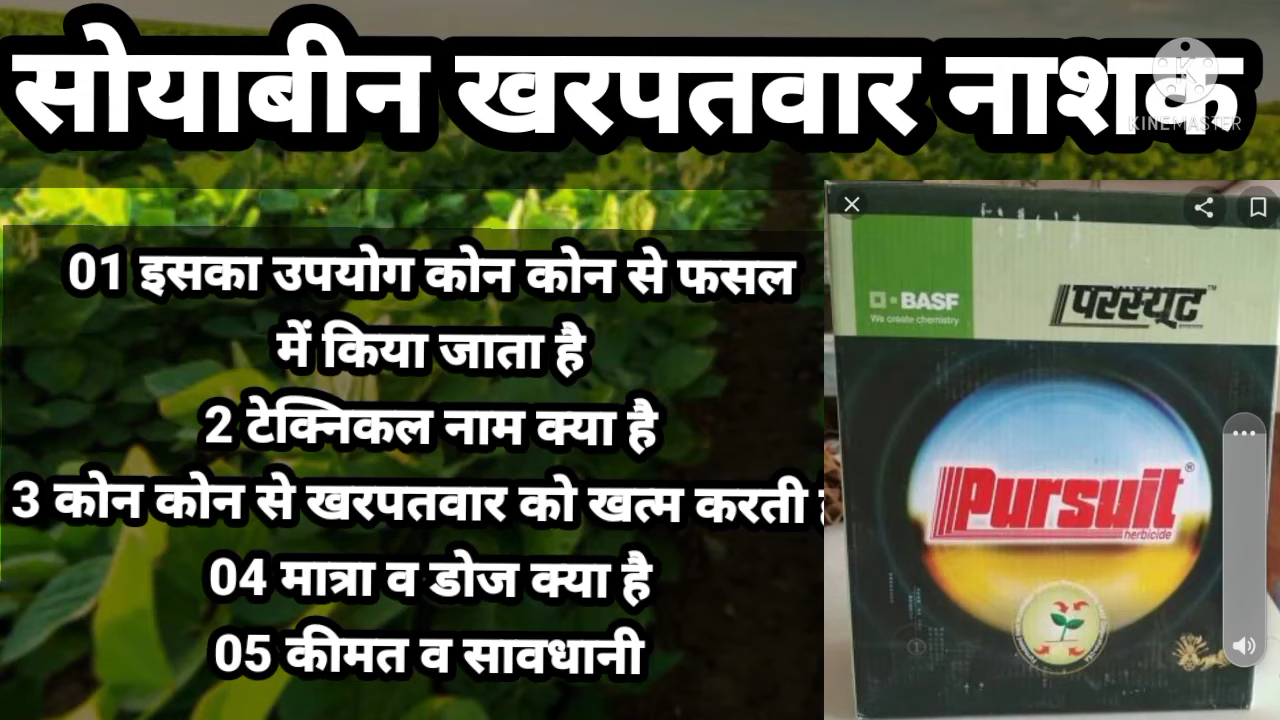 सोयाबीन खरपतवार नाशक
KINEMASTER
01 इसका उपयोग कोन कोन से फसल
में किया जाता है
2 टेक्निकल नाम क्या है
3 कोन कोन से खरपतवार को खत्म करती
04 मात्रा व डोज क्या है
05 कीमत व सावधानी
BASF
We create chemistry
परस्यूट™
Pursuit®
herbicide